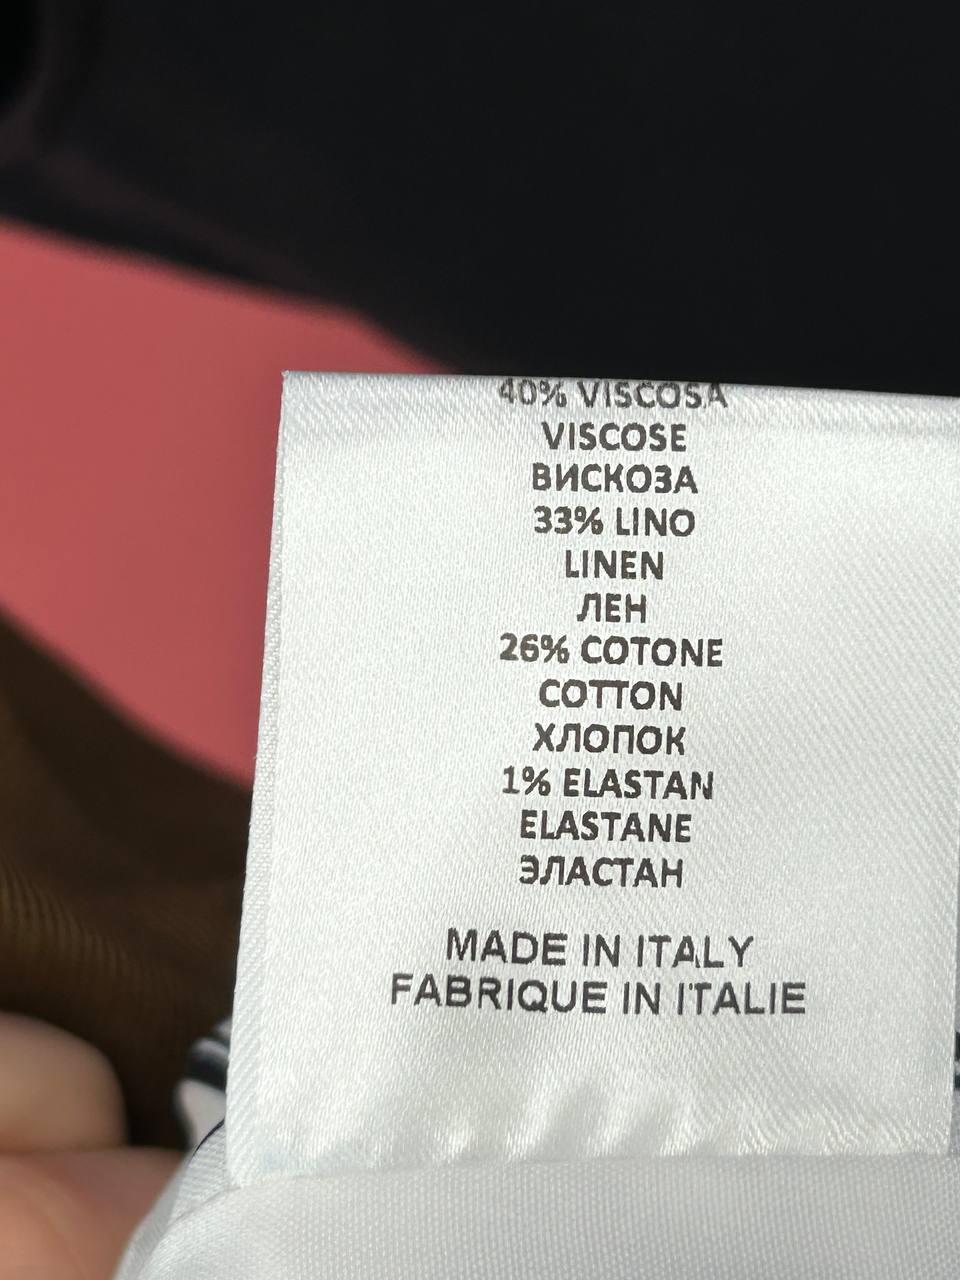 40% VISCOSA
VISCOSE
ВИСКОЗА
33% LINO
LINEN
ЛЕН
26% COTONE
COTTON
ХЛОПОК
1% ELASTAN
ELASTANE
ЭЛАСТАН
MADE IN ITALY
FABRIQUE IN ITALIE